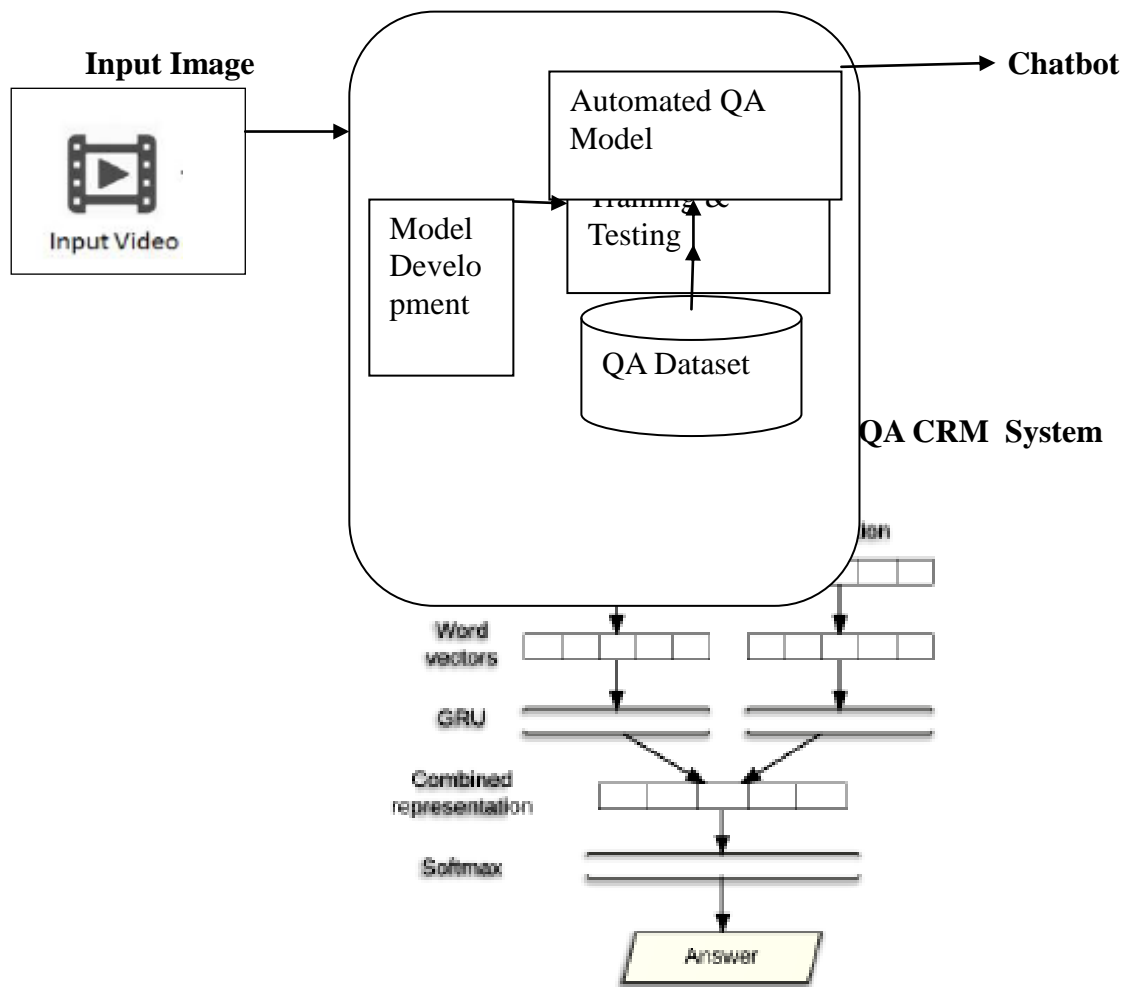 Input Image
Chatbot
Input Video
Automated QA
Model
Training &
Testing
Model
Develo
pment
QA Dataset
QA CRM System
Word
vectors
GRU
Combined
representation
Softmax
Answer